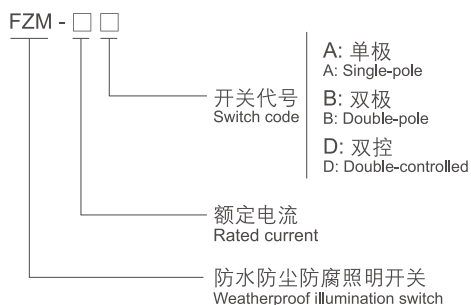 FZM - □ □
开关代号
Switch code
A: 单极
A: Single-pole
B: 双极
B: Double-pole
D: 双控
D: Double-controlled
额定电流
Rated current
防水防尘防腐照明开关
Weatherproof illumination switch